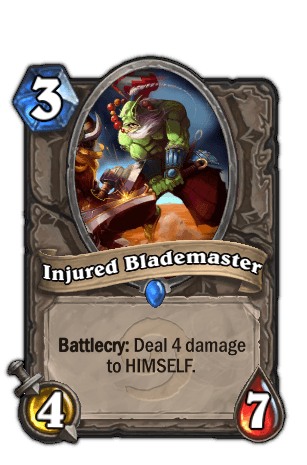 3
Injured Blademaster
Battlecry: Deal 4 damage
to HIMSELF.
4
7